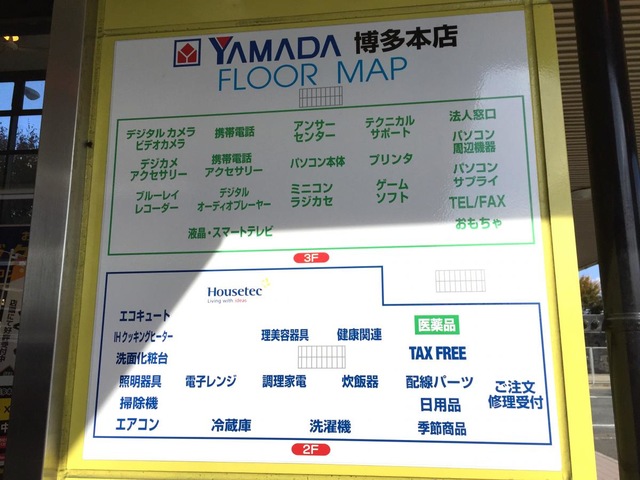 YAMADA 博多本店
FLOOR MAP
デジタルカメラ
ビデオカメラ
携帯電話
アンサー
センター
テクニカル
サポート
法人窓口
パソコン
周辺機器
デジカメ
アクセサリー
携帯電話
アクセサリー
パソコン本体
プリンタ
パソコン
サプライ
ブルーレイ
レコーダー
デジタル
オーディオプレーヤー
ミニコン
ラジカセ
ゲーム
ソフト
TEL/FAX
おもちゃ
液晶・スマートテレビ
3F
Housetec
Living with ideas
エコキュート
IHクッキングヒーター
洗面化粧台
理美容器具
健康関連
医薬品
TAX FREE
照明器具
電子レンジ
調理家電
炊飯器
配線パーツ
ご注文
修理受付
掃除機
日用品
エアコン
冷蔵庫
洗濯機
季節商品
2F